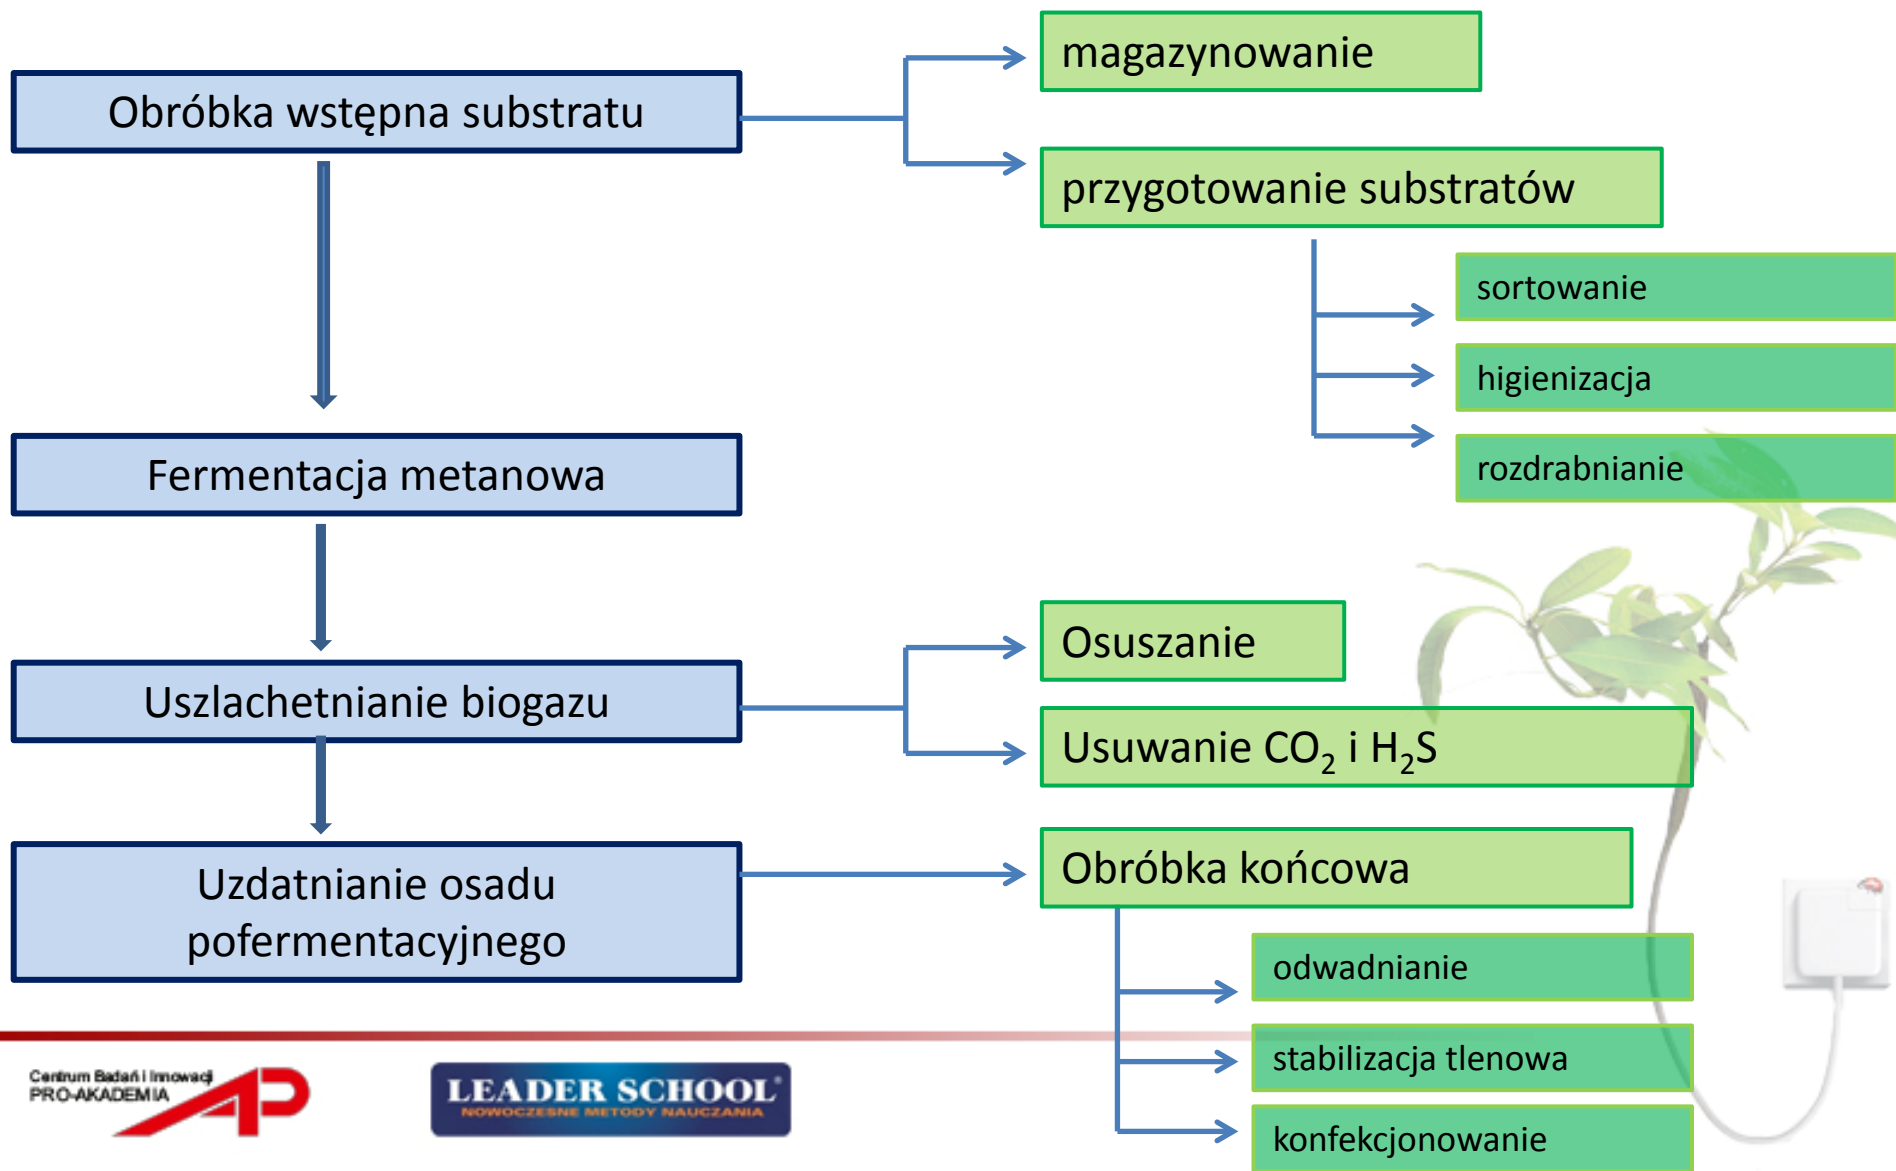 Obróbka wstępna substratu
magazynowanie
przygotowanie substratów
sortowanie
higienizacja
rozdrabnianie
Fermentacja metanowa
Uszlachetnianie biogazu
Osuszanie
Usuwanie CO₂ i H₂S
Uzdatnianie osadu
pofermentacyjnego
Obróbka końcowa
odwadnianie
stabilizacja tlenowa
konfekcjonowanie
Centrum Badań i Innowacji
PRO-AKADEMIA
LEADER SCHOOL®
NOWOCZESNE METODY NAUCZANIA